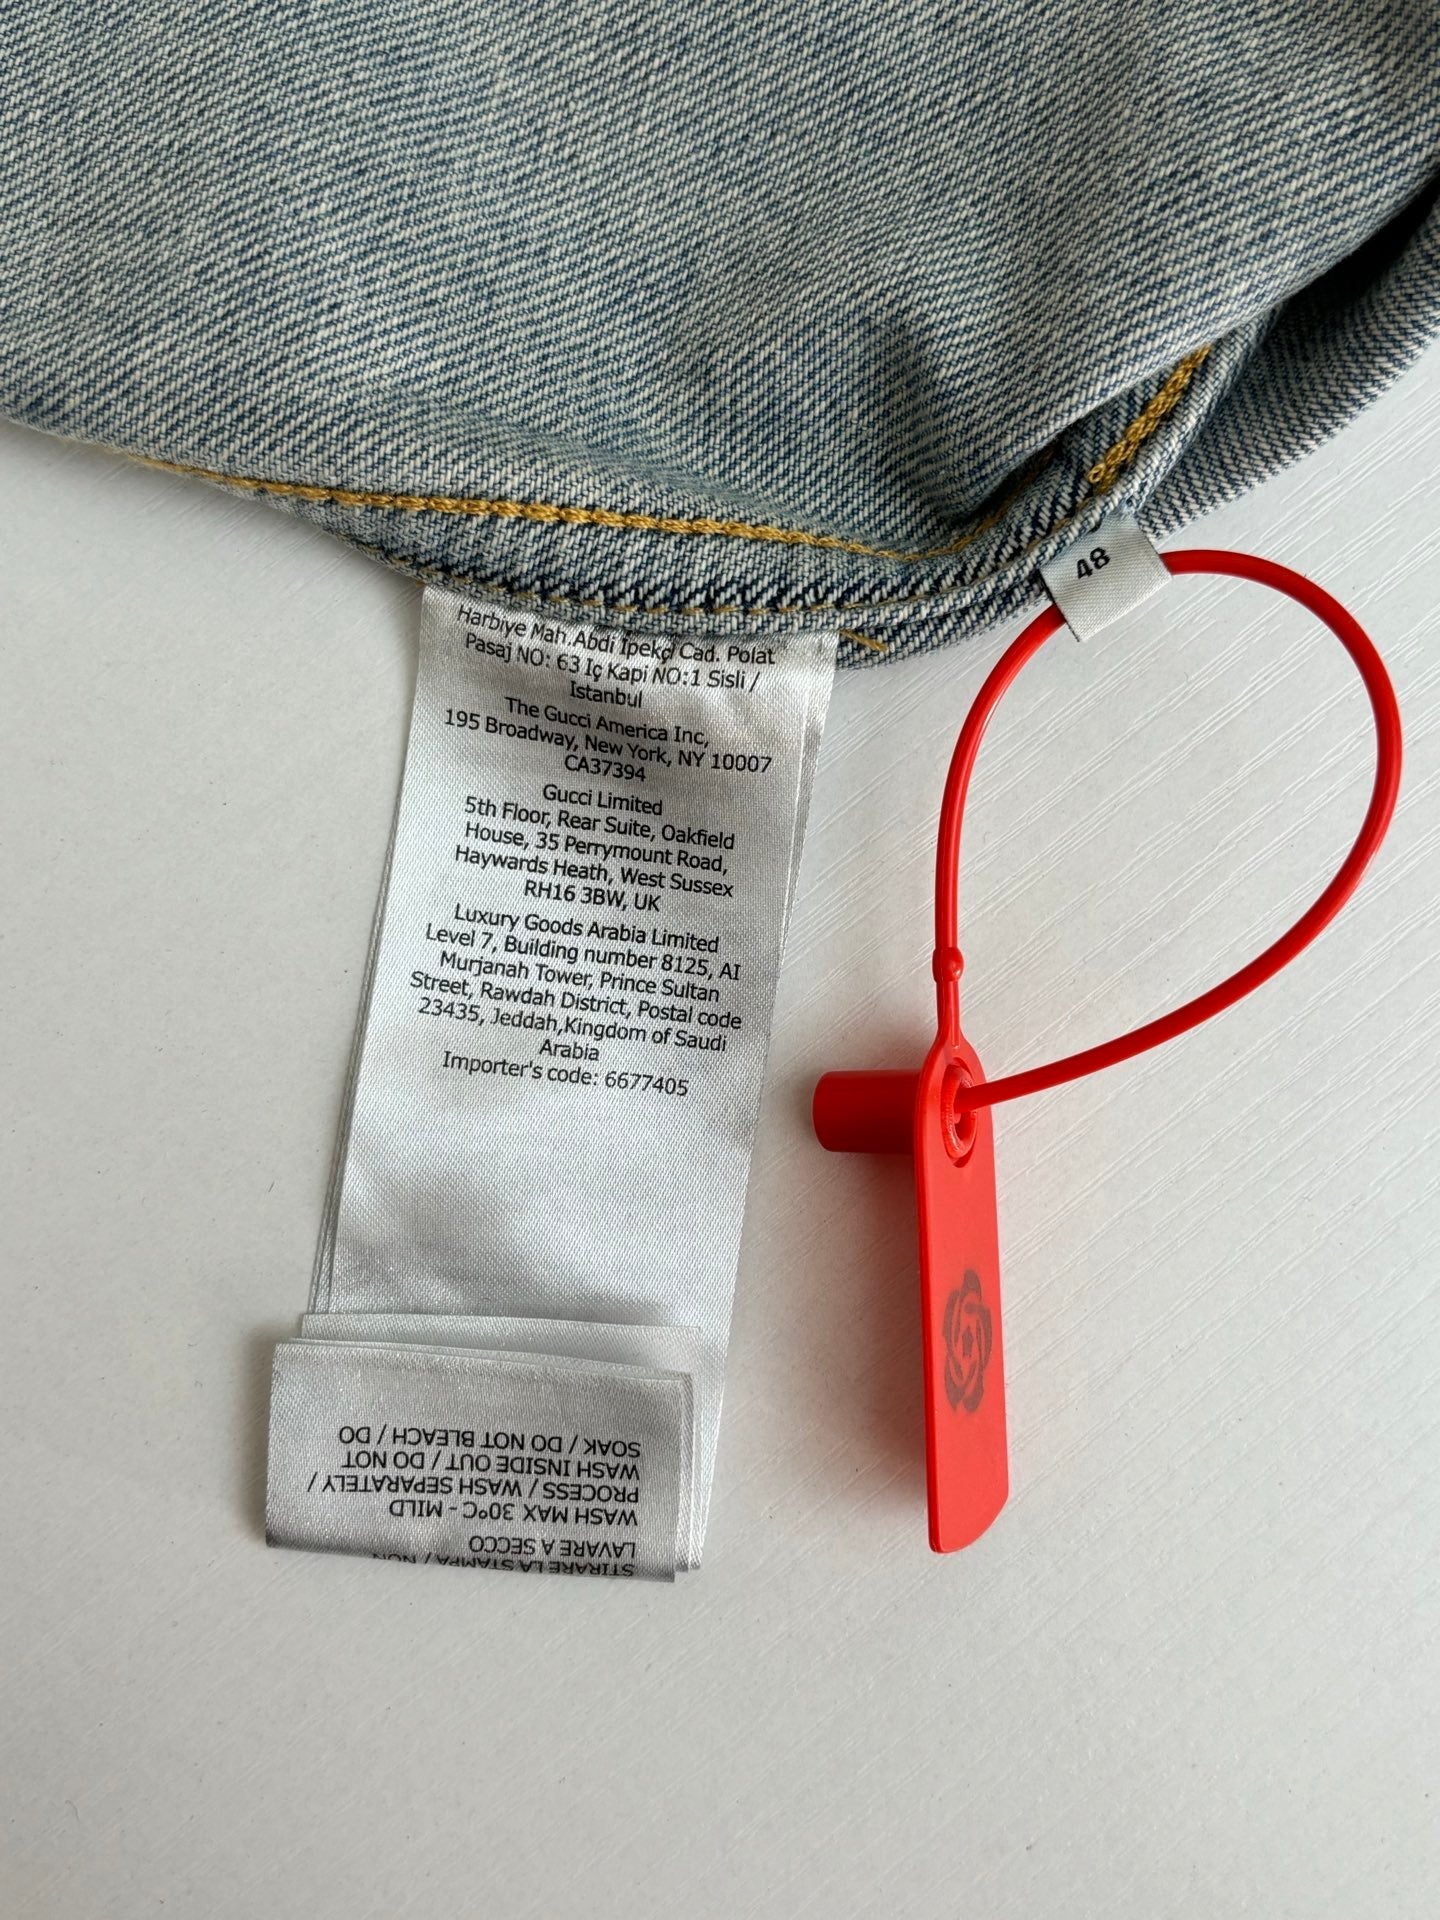 48
Harbiye Mah.Abdi Ipekçi Cad. Polat
Pasaj NO: 63 Iç Kapi NO:1 Sisli /
Istanbul
The Gucci America Inc,
195 Broadway, New York, NY 10007
CA37394
Gucci Limited
5th Floor, Rear Suite, Oakfield
House, 35 Perrymount Road,
Haywards Heath, West Sussex
RH16 3BW, UK
Luxury Goods Arabia Limited
Level 7, Building number 8125, Al
Murjanah Tower, Prince Sultan
Street, Rawdah District, Postal code
23435, Jeddah,Kingdom of Saudi
Arabia
Importer's code: 6677405
STIRARE LA STAMPA / NON
LAVARE A SECCO
WASH MAX 30°C - MILD
PROCESS / WASH SEPARATELY /
WASH INSIDE OUT / DO NOT
SOAK / DO NOT BLEACH / DO